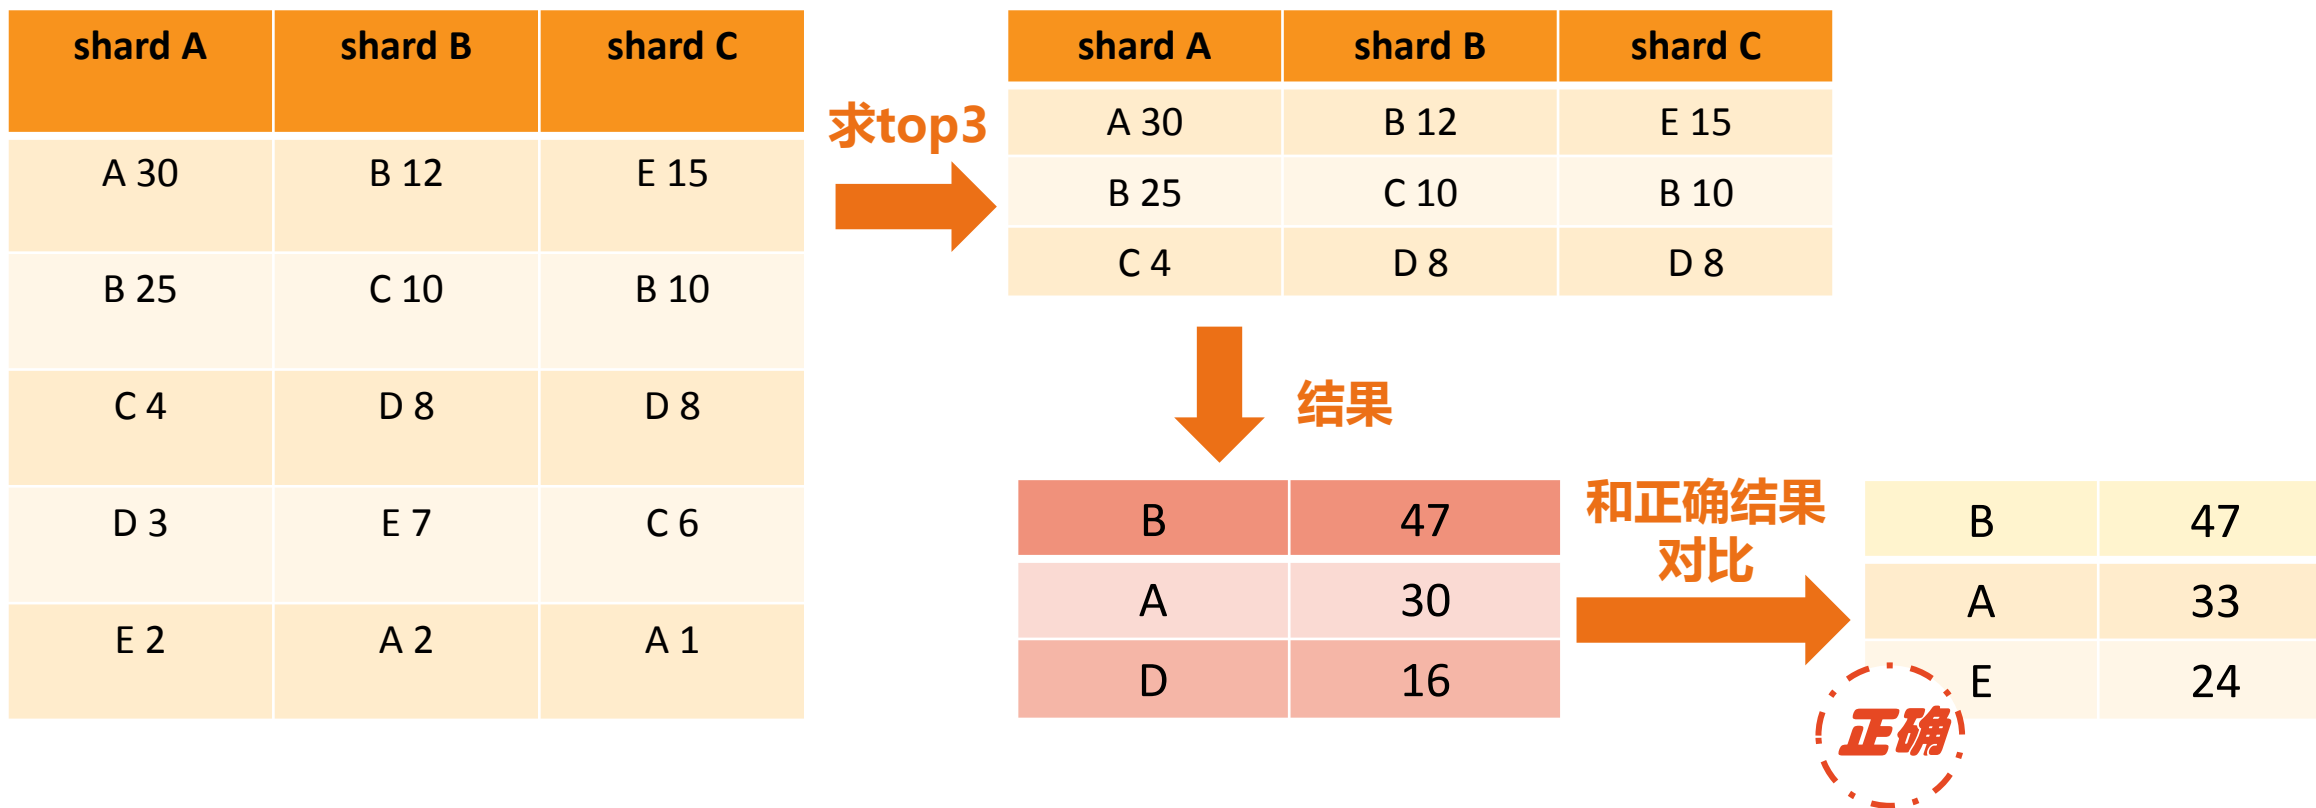 shard A shard B shard C
A 30 B 12 E 15
B 25 C 10 B 10
C 4 D 8 D 8
D 3 E 7 C 6
E 2 A 2 A 1
求top3
shard A shard B shard C
A 30 B 12 E 15
B 25 C 10 B 10
C 4 D 8 D 8
结果
B 47
A 30
D 16
和正确结果
对比
B 47
A 33
E 24
正确